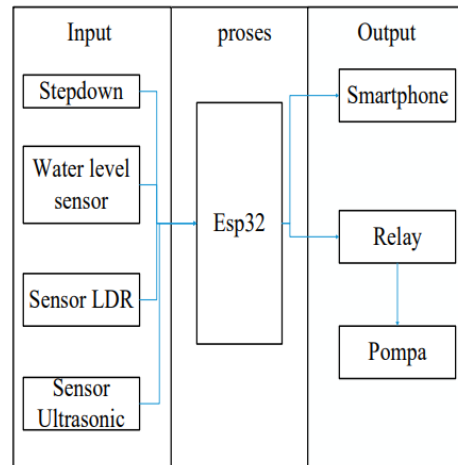 Input
proses
Output
Stepdown
Water level
sensor
Sensor LDR
Sensor
Ultrasonic
Esp32
Smartphone
Relay
Pompa